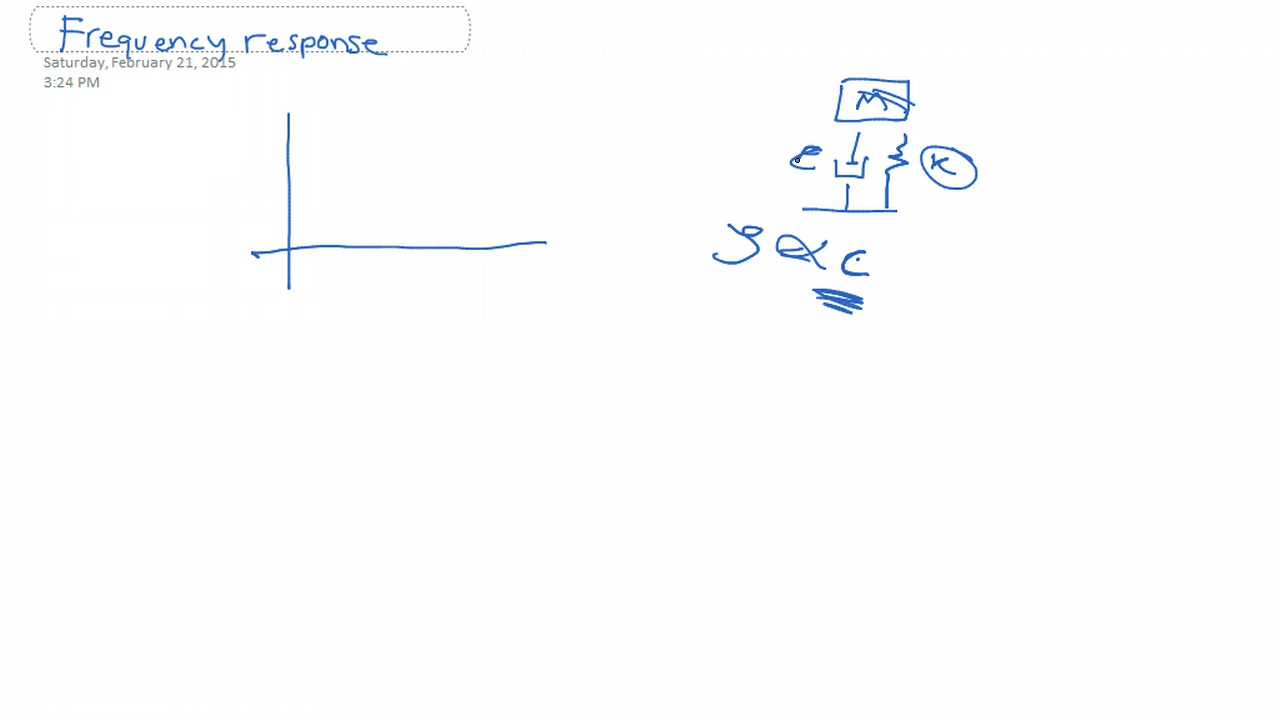 Frequency response
Saturday, February 21, 2015
3:24 PM
M
C
K
ζ ∝ c